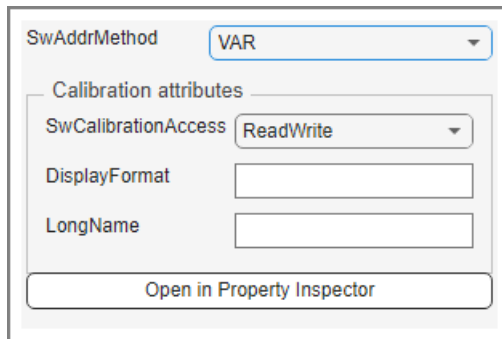 SwAddrMethod VAR
Calibration attributes
SwCalibrationAccess ReadWrite
DisplayFormat
LongName
Open in Property Inspector